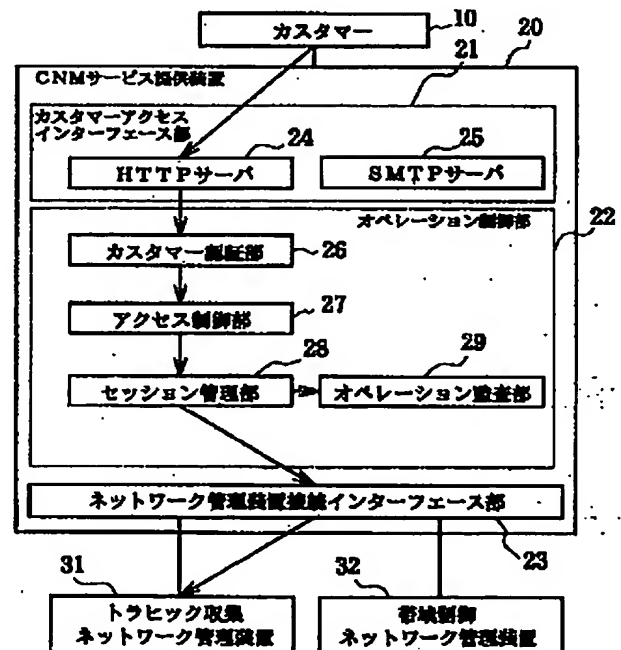 カスタマー
10
20
21
CNMサービス提供装置
カスタマーアクセス
インターフェース部
24
25
HTTPサーバ
SMTPサーバ
オペレーション制御部
22
カスタマー認証部
26
アクセス制御部
27
28
29
セッション管理部
オペレーション監査部
ネットワーク管理装置接続インターフェース部
23
31
32
トラヒック収集
ネットワーク管理装置
帯域制御
ネットワーク管理装置